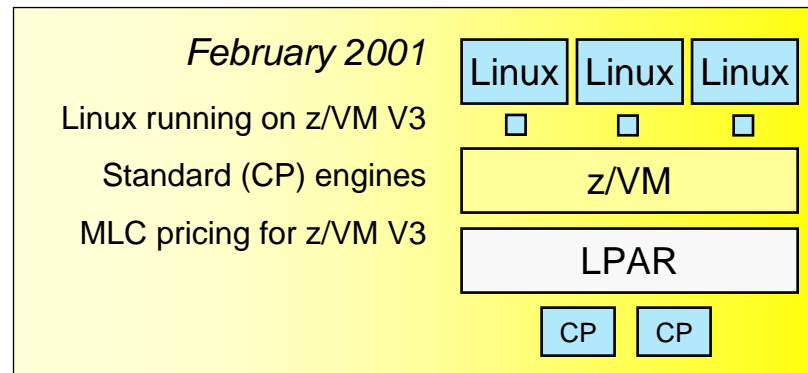 February 2001
Linux running on z/VM V3
Standard (CP) engines
MLC pricing for z/VM V3
Linux Linux Linux
z/VM
LPAR
CP CP